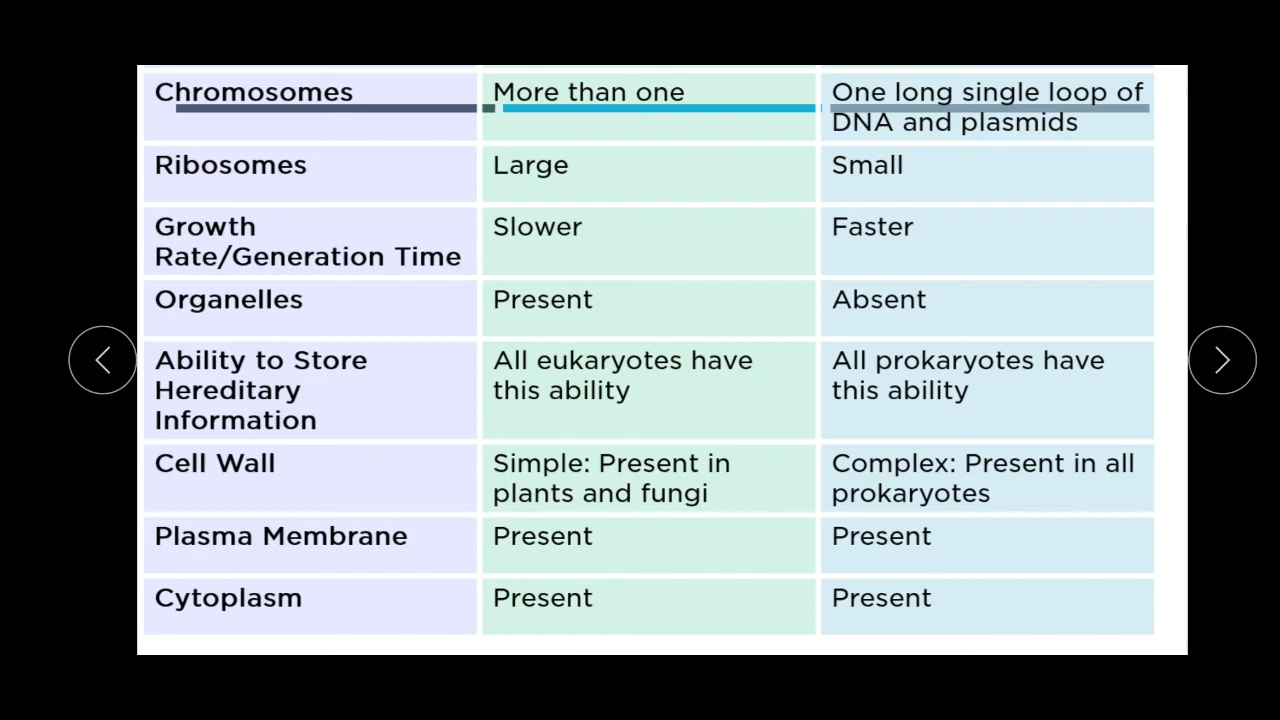 Chromosomes More than one One long single loop of
DNA and plasmids
Ribosomes Large Small
Growth Slower Faster
Rate/Generation Time
Organelles Present Absent
Ability to Store All eukaryotes have All prokaryotes have
Hereditary this ability this ability
Information
Cell Wall Simple: Present in Complex: Present in all
plants and fungi prokaryotes
Plasma Membrane Present Present
Cytoplasm Present Present